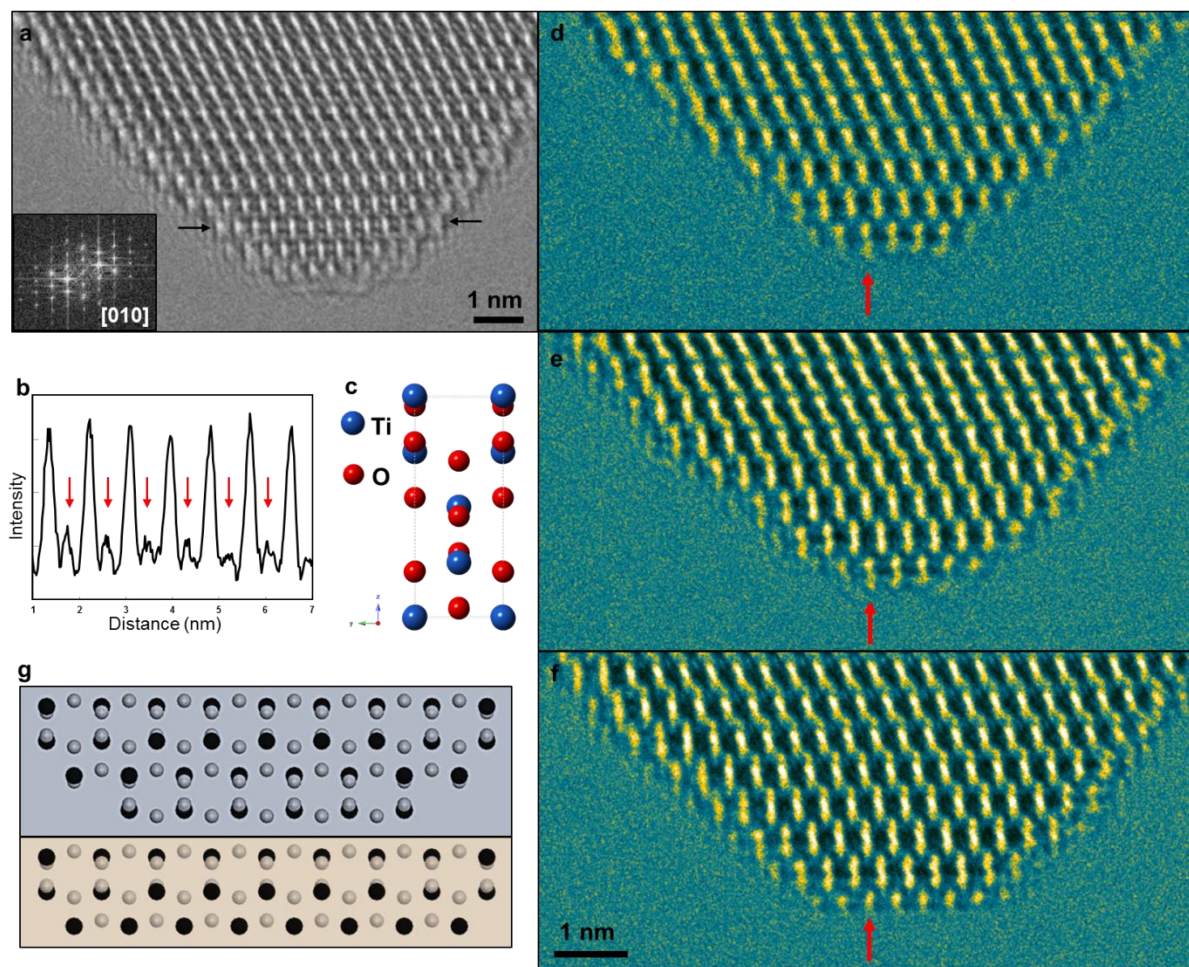 a
[010]
1 nm
b
Intensity
1 2 3 4 5 6 7
Distance (nm)
c
Ti
O
z
y
g
d
e
f
1 nm